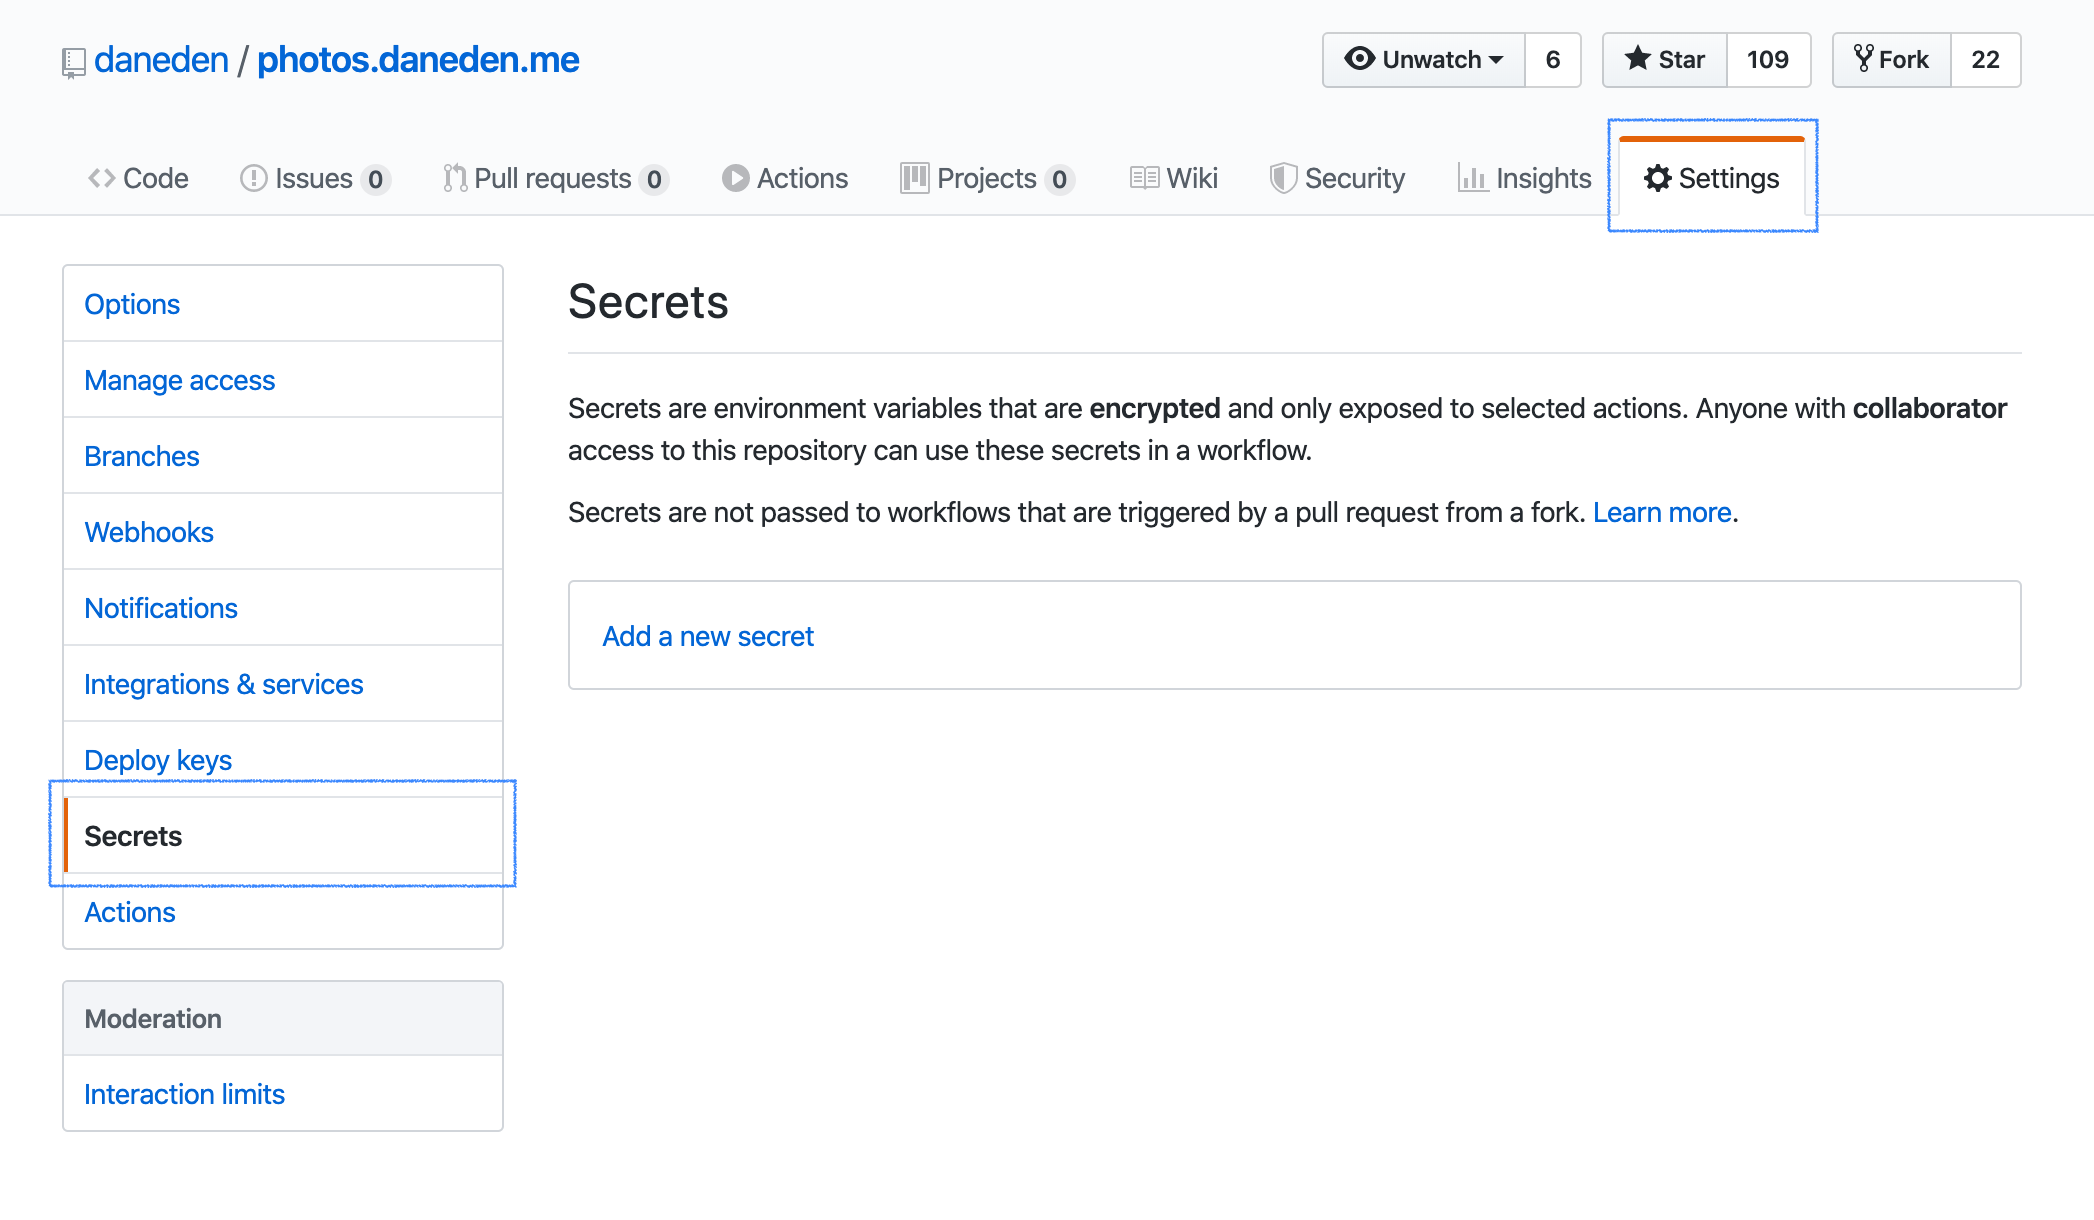 daneden / photos.daneden.me
Unwatch 6 Star 109 Fork 22
Code Issues 0 Pull requests 0 Actions Projects 0 Wiki Security Insights Settings
Options
Manage access
Branches
Webhooks
Notifications
Integrations & services
Deploy keys
Secrets
Actions
Moderation
Interaction limits
Secrets
Secrets are environment variables that are encrypted and only exposed to selected actions. Anyone with collaborator
access to this repository can use these secrets in a workflow.
Secrets are not passed to workflows that are triggered by a pull request from a fork. Learn more.
Add a new secret